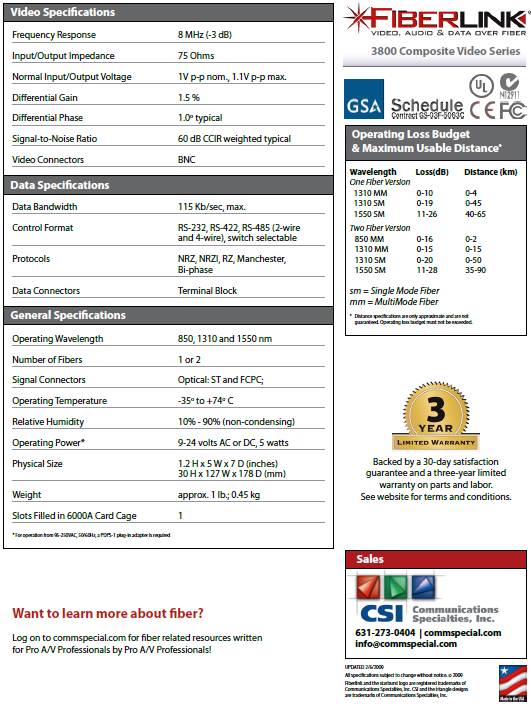 Video Specifications
Frequency Response 8 MHz (-3 dB)
Input/Output Impedance 75 Ohms
Normal Input/Output Voltage 1V p-p nom., 1.1V p-p max.
Differential Gain 1.5 %
Differential Phase 1.0º typical
Signal-to-Noise Ratio 60 dB CCIR weighted typical
Video Connectors BNC
Data Specifications
Data Bandwidth 115 Kb/sec, max.
Control Format RS-232, RS-422, RS-485 (2-wire
and 4-wire), switch selectable
Protocols NRZ, NRZI, RZ, Manchester,
Bi-phase
Data Connectors Terminal Block
General Specifications
Operating Wavelength 850, 1310 and 1550 nm
Number of Fibers 1 or 2
Signal Connectors Optical: ST and FCPC;
Operating Temperature -35º to +74º C
Relative Humidity 10% - 90% (non-condensing)
Operating Power* 9-24 volts AC or DC, 5 watts
Physical Size 1.2 H x 5 W x 7 D (inches)
30 H x 127 W x 178 D (mm)
Weight approx. 1 lb.; 0.45 kg
Slots Filled in 6000A Card Cage 1
* For operation from 95-250VAC, 50/60Hz, a PDPS-1 plug-in adapter is required
Want to learn more about fiber?
Log on to commspecial.com for fiber related resources written
for Pro A/V Professionals by Pro A/V Professionals!
FIBERLINK
VIDEO, AUDIO & DATA OVER FIBER
3800 Composite Video Series
GSA Schedule
Contract GS-03F-5063C
UL
N12911
CE FC
Operating Loss Budget
& Maximum Usable Distance*
Wavelength Loss(dB) Distance (km)
One Fiber Version
1310 MM 0-10 0-4
1310 SM 0-19 0-45
1550 SM 11-26 40-65
Two Fiber Version
850 MM 0-16 0-2
1310 MM 0-15 0-15
1310 SM 0-20 0-50
1550 SM 11-28 35-90
sm = Single Mode Fiber
mm = MultiMode Fiber
* Distance specifications are only approximate and are not
guaranteed. Operating loss budget must not be exceeded.
3
YEAR
LIMITED WARRANTY
Backed by a 30-day satisfaction
guarantee and a three-year limited
warranty on parts and labor.
See website for terms and conditions.
Sales
CSI Communications
Specialties, Inc.
631-273-0404 | commspecial.com
info@commspecial.com
UPDATED 2/6/2009
All specifications subject to change without notice. © 2009
Fiberlink and the starburst logo are registered trademarks of
Communications Specialties, Inc. CSI and the triangle designs
are trademarks of Communications Specialties, Inc.
Made in the USA